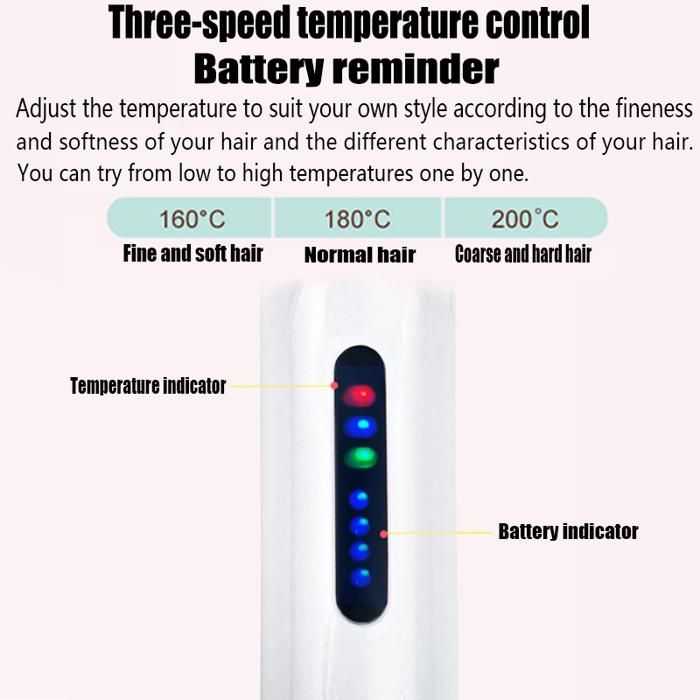 Three-speed temperature control
Battery reminder
Adjust the temperature to suit your own style according to the fineness
and softness of your hair and the different characteristics of your hair.
You can try from low to high temperatures one by one.
160°C 180°C 200°C
Fine and soft hair Normal hair Coarse and hard hair
Temperature indicator
Battery indicator